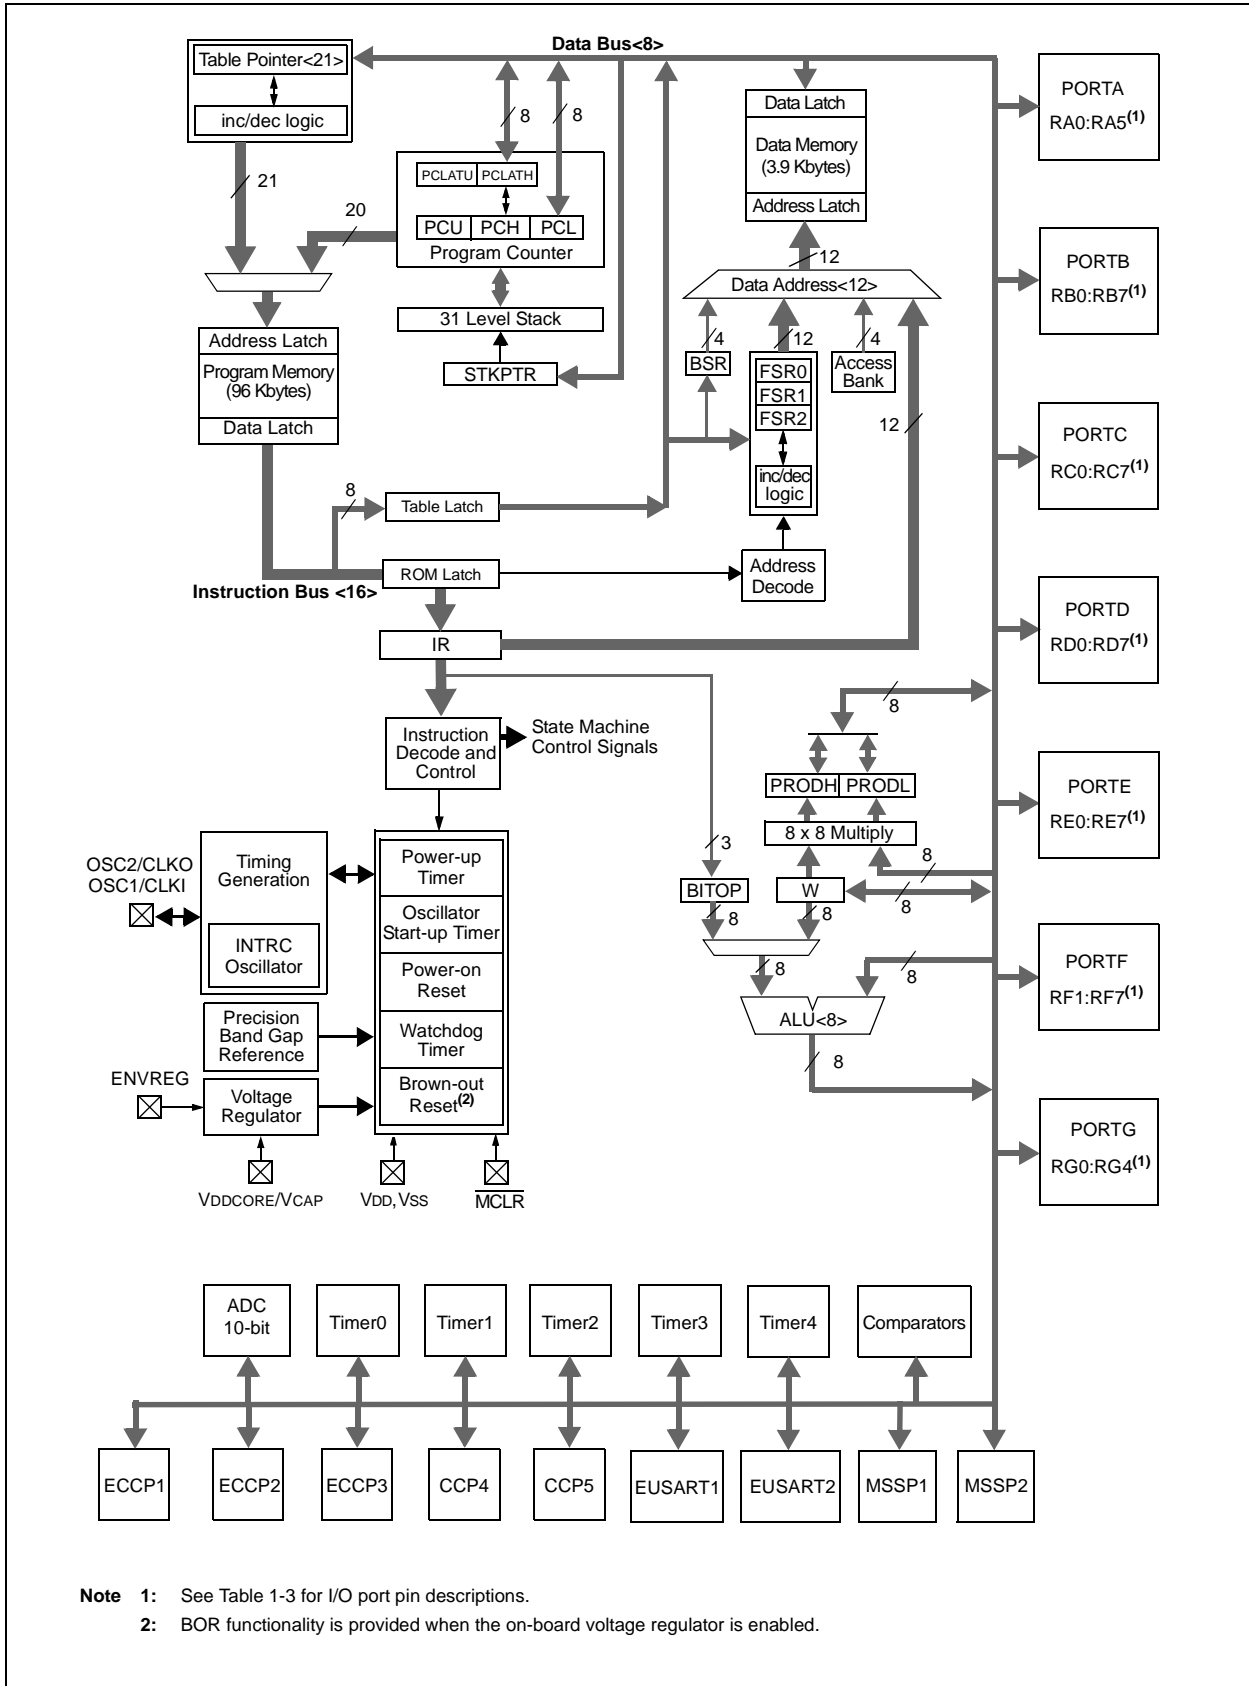 Data Bus<8>
Table Pointer<21>
inc/dec logic
21
20
8
8
PCLATU PCLATH
PCU PCH PCL
Program Counter
31 Level Stack
STKPTR
Data Latch
Data Memory
(3.9 Kbytes)
Address Latch
12
Data Address<12>
4
12
4
BSR
FSR0
FSR1
FSR2
inc/dec
logic
Access
Bank
12
Address Latch
Program Memory
(96 Kbytes)
Data Latch
8
Table Latch
ROM Latch
Instruction Bus <16>
Address
Decode
IR
Instruction
Decode and
Control
State Machine
Control Signals
8
PRODH PRODL
8 x 8 Multiply
3
BITOP
W
8
8
8
8
8
8
ALU<8>
8
OSC2/CLKO
OSC1/CLKI
Timing
Generation
INTRC
Oscillator
Power-up
Timer
Oscillator
Start-up Timer
Power-on
Reset
Watchdog
Timer
Brown-out
Reset(2)
Precision
Band Gap
Reference
ENVREG
Voltage
Regulator
VDDCORE/VCAP
VDD, VSS
MCLR
PORTA
RA0:RA5(1)
PORTB
RB0:RB7(1)
PORTC
RC0:RC7(1)
PORTD
RD0:RD7(1)
PORTE
RE0:RE7(1)
PORTF
RF1:RF7(1)
PORTG
RG0:RG4(1)
ADC
10-bit
Timer0
Timer1
Timer2
Timer3
Timer4
Comparators
ECCP1
ECCP2
ECCP3
CCP4
CCP5
EUSART1
EUSART2
MSSP1
MSSP2
Note 1: See Table 1-3 for I/O port pin descriptions.
2: BOR functionality is provided when the on-board voltage regulator is enabled.